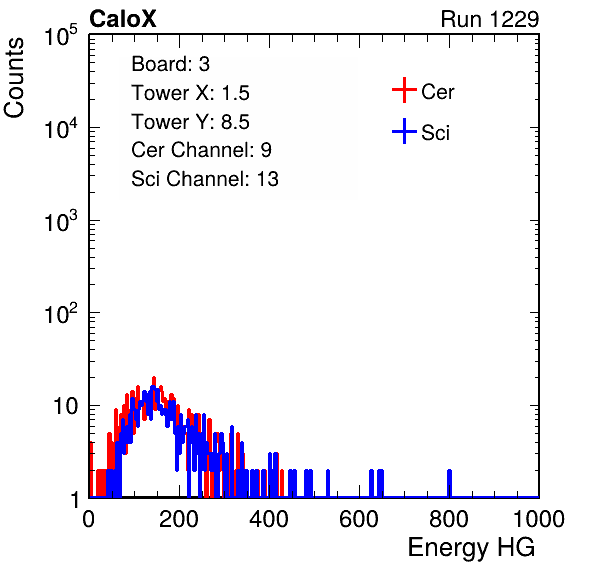 CaloX Run 1229
Counts
Board: 3
Tower X: 1.5
Tower Y: 8.5
Cer Channel: 9
Sci Channel: 13
Cer
Sci
10^5
10^4
10^3
10^2
10
1
0 200 400 600 800 1000
Energy HG